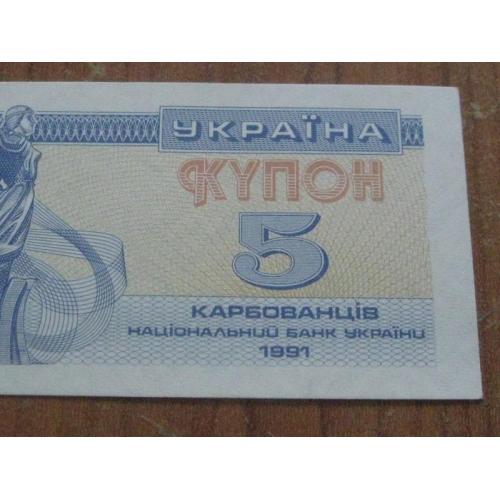 УКРАЇНА
КУПОН
5
КАРБОВАНЦІВ
НАЦІОНАЛЬНИЙ БАНК УКРАЇНИ
1991